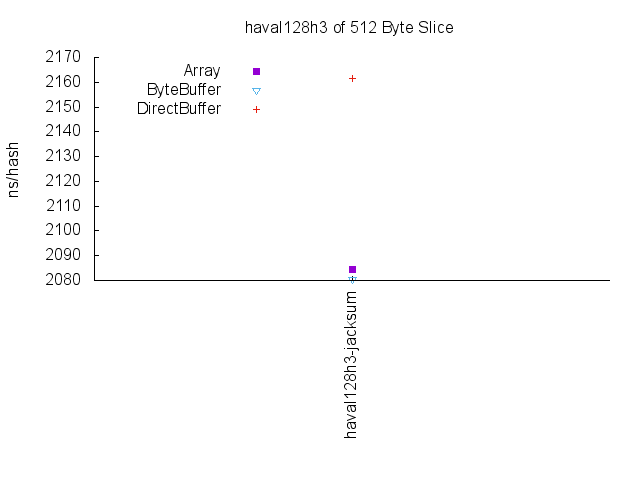 haval128h3 of 512 Byte Slice
2170
2160
2150
2140
2130
2120
2110
2100
2090
2080
ns/hash
Array
ByteBuffer
DirectBuffer
haval128h3-jacksum